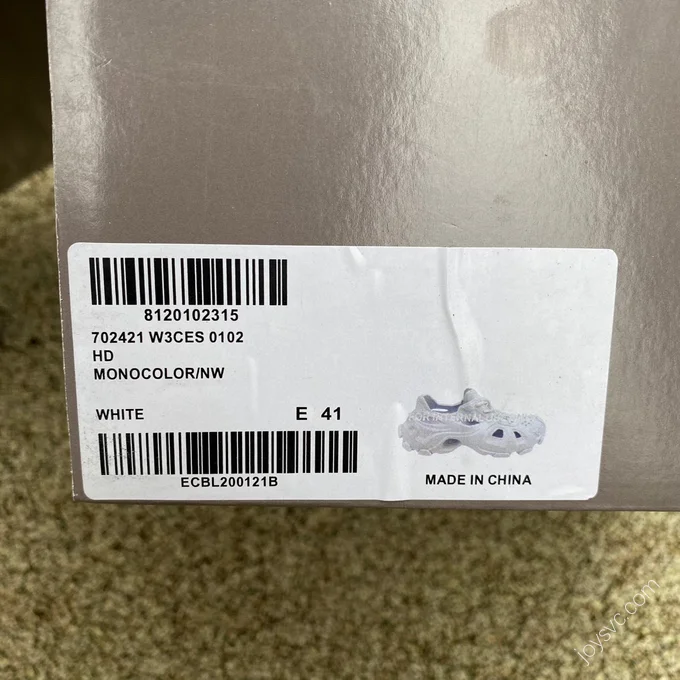 8120102315
702421 W3CES 0102
HD
MONOCOLOR/NW
WHITE E 41
ECBL200121B
MADE IN CHINA
joysvc.com